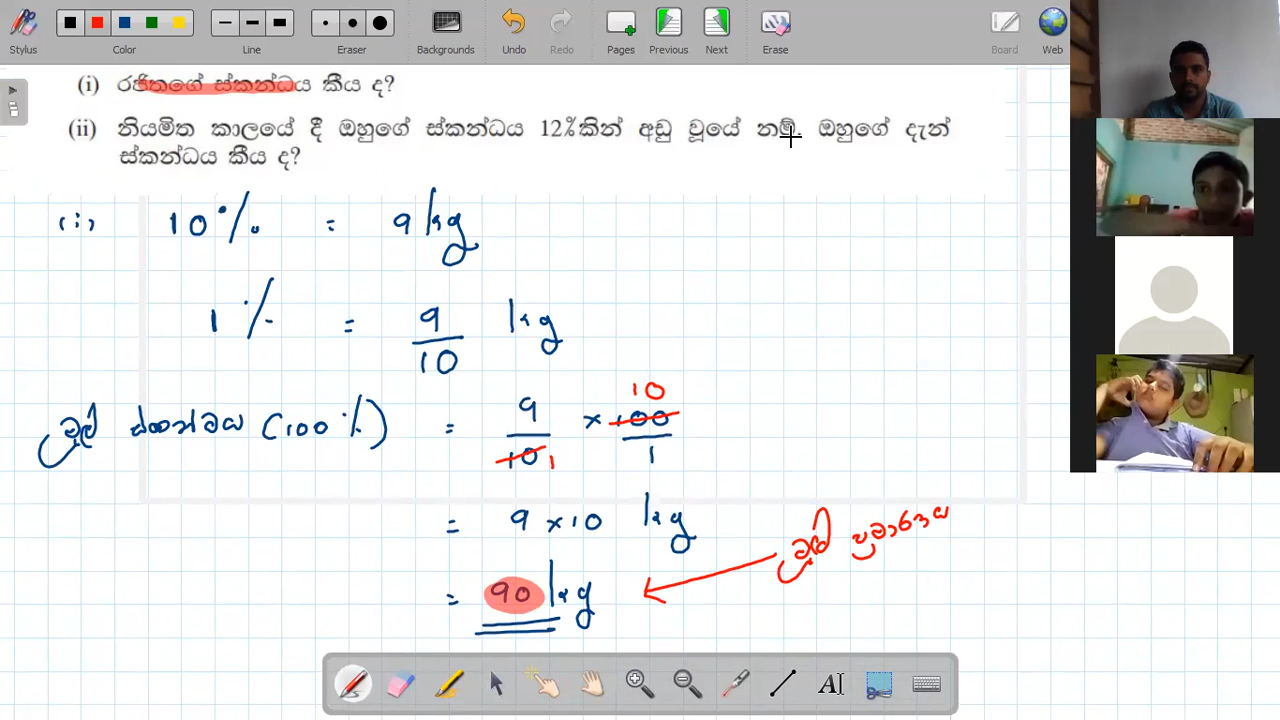 Stylus Color Line Eraser Backgrounds Undo Redo Pages Previous Next Erase Board Web
(i) රජිතගේ ස්කන්ධය කීය ද?
(ii) නියමිත කාලයේ දී ඔහුගේ ස්කන්ධය 12%කින් අඩු වූයේ නම්. ඔහුගේ දැන්
ස්කන්ධය කීය ද?
(i) 10% = 9 kg
1% = 9/10 kg
මුල් ස්කන්ධය (100%) = 9/10 × 100/1
10
1
= 9 × 10 kg
මුල් ප්‍රමාණය
= 90 kg